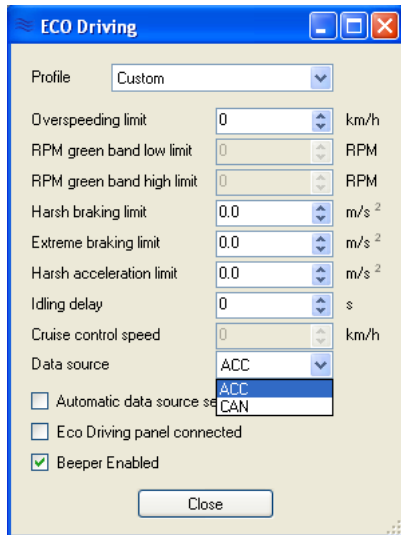 ECO Driving
Profile Custom
Overspeeding limit 0 km/h
RPM green band low limit 0 RPM
RPM green band high limit 0 RPM
Harsh braking limit 0.0 m/s 2
Extreme braking limit 0.0 m/s 2
Harsh acceleration limit 0.0 m/s 2
Idling delay 0 s
Cruise control speed 0 km/h
Data source ACC
ACC
Automatic data source se
CAN
Eco Driving panel connected
Beeper Enabled
Close